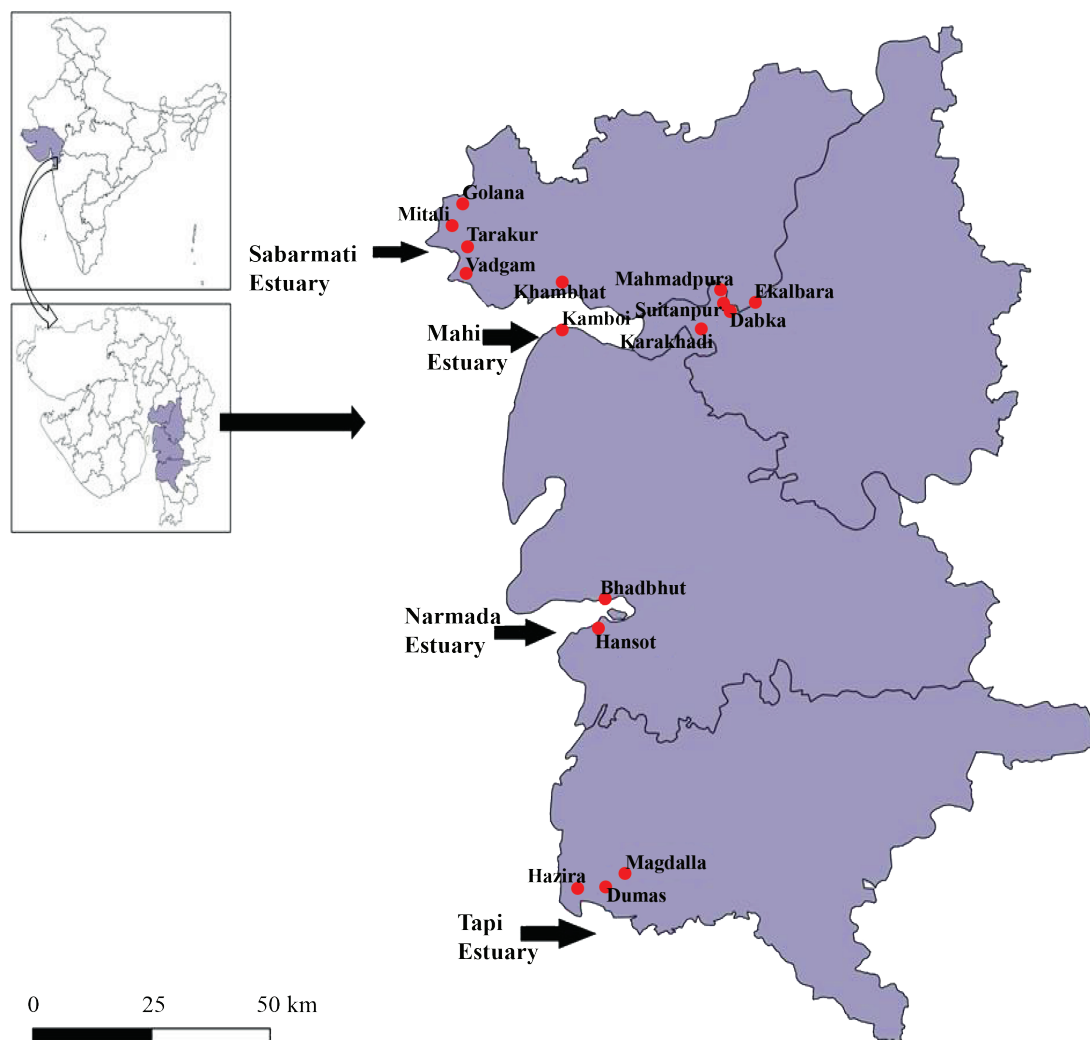 Golana
Mitali
Tarakur
Sabarmati
Estuary
Vadgam
Khambhat
Mahmadpura
Ekalbara
Suitanpur
Dabka
Kamboi
Karakhadi
Mahi
Estuary
Bhadbhut
Narmada
Estuary
Hansot
Magdalla
Hazira
Dumas
Tapi
Estuary
0 25 50 km